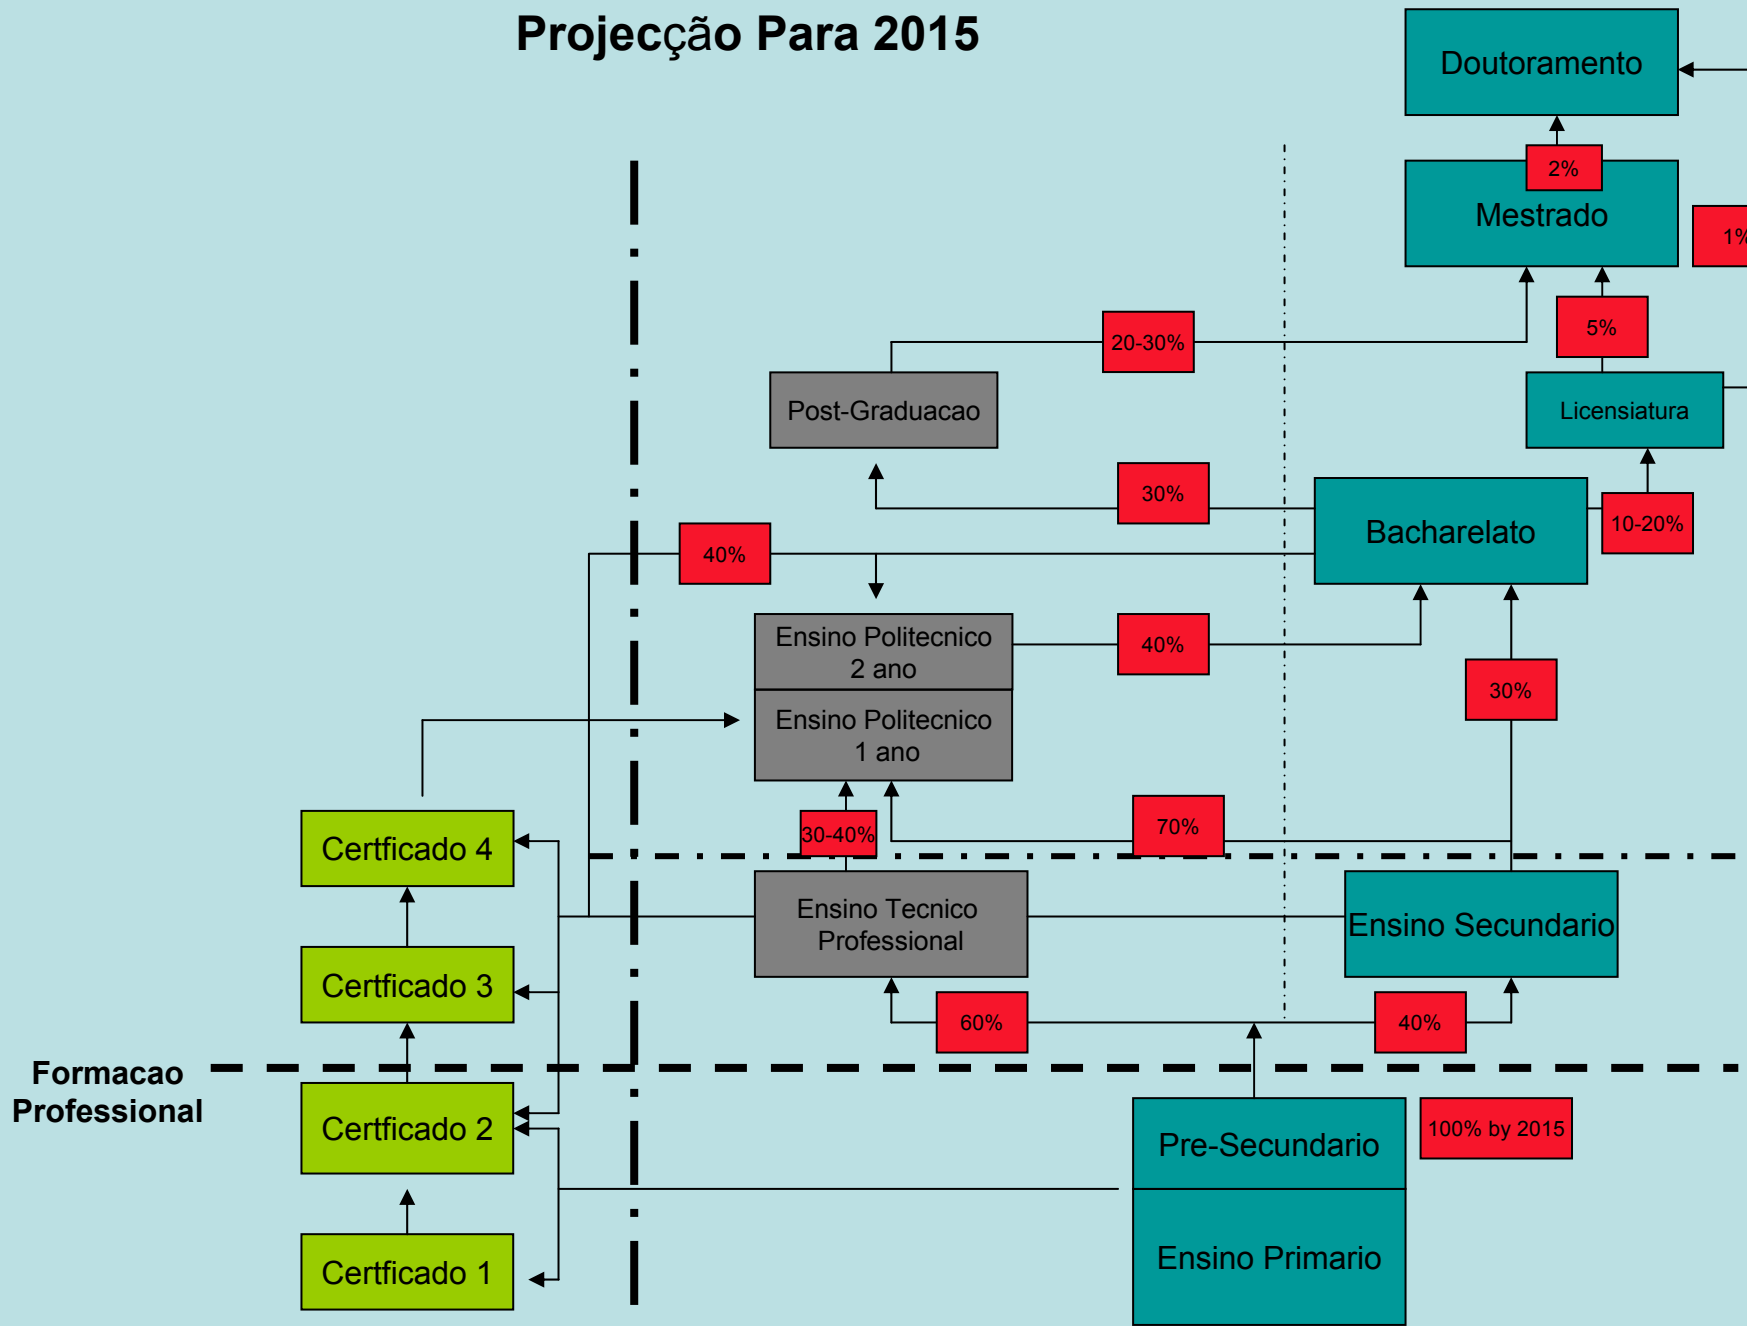 Projecção Para 2015
Doutoramento
2%
Mestrado
1%
20-30%
5%
Post-Graduacao
Licensiatura
30%
10-20%
Bacharelato
40%
Ensino Politecnico
2 ano
40%
30%
Ensino Politecnico
1 ano
Certficado 4
30-40%
70%
Ensino Tecnico
Professional
Ensino Secundario
Certficado 3
60%
40%
Formacao
Professional
Certficado 2
Pre-Secundario
100% by 2015
Certficado 1
Ensino Primario